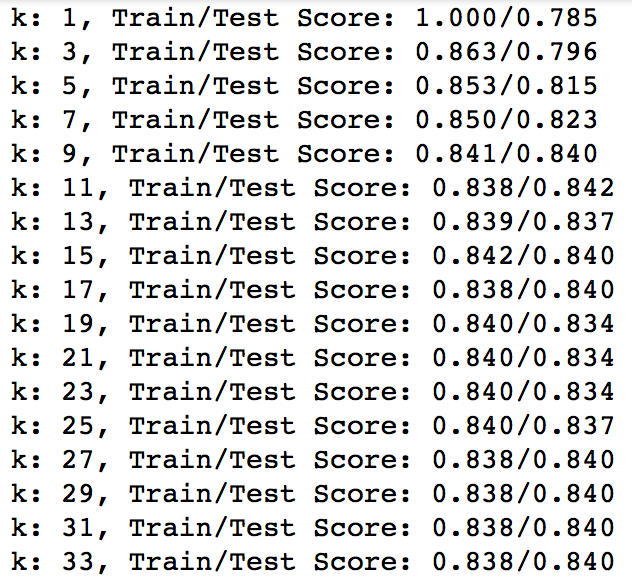 k: 1, Train/Test Score: 1.000/0.785
k: 3, Train/Test Score: 0.863/0.796
k: 5, Train/Test Score: 0.853/0.815
k: 7, Train/Test Score: 0.850/0.823
k: 9, Train/Test Score: 0.841/0.840
k: 11, Train/Test Score: 0.838/0.842
k: 13, Train/Test Score: 0.839/0.837
k: 15, Train/Test Score: 0.842/0.840
k: 17, Train/Test Score: 0.838/0.840
k: 19, Train/Test Score: 0.840/0.834
k: 21, Train/Test Score: 0.840/0.834
k: 23, Train/Test Score: 0.840/0.834
k: 25, Train/Test Score: 0.840/0.837
k: 27, Train/Test Score: 0.838/0.840
k: 29, Train/Test Score: 0.838/0.840
k: 31, Train/Test Score: 0.838/0.840
k: 33, Train/Test Score: 0.838/0.840